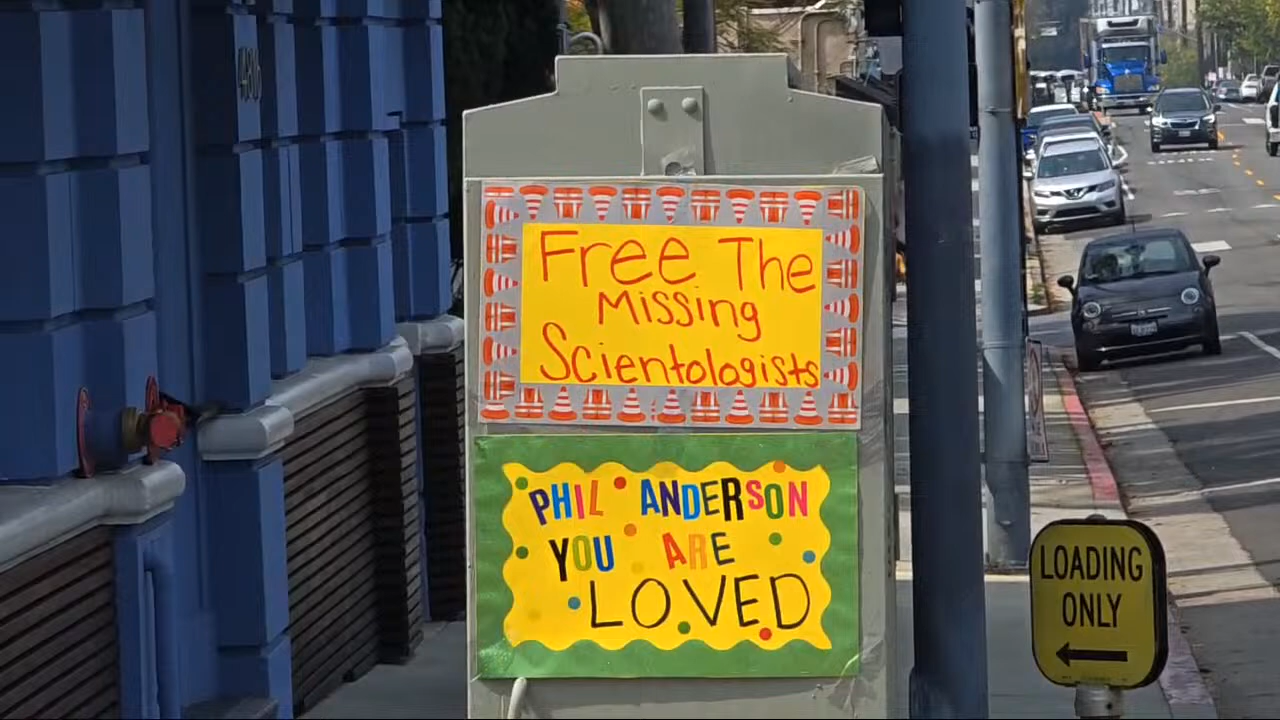 Free The
Missing
Scientologists
PHIL ANDERSON
YOU ARE
LOVED
LOADING
ONLY